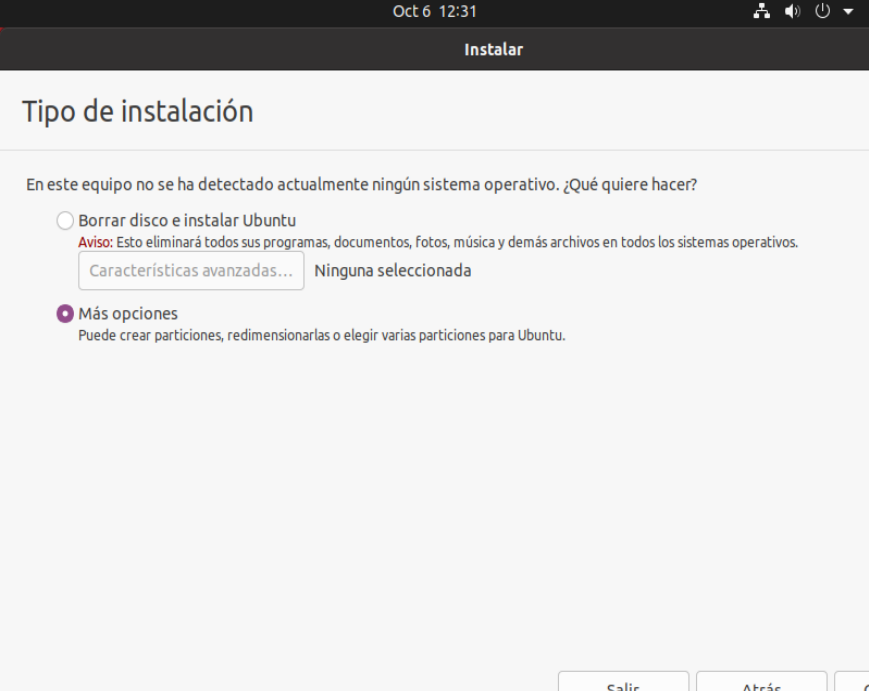 Oct 6 12:31
Instalar
Tipo de instalación
En este equipo no se ha detectado actualmente ningún sistema operativo. ¿Qué quiere hacer?
Borrar disco e instalar Ubuntu
Aviso: Esto eliminará todos sus programas, documentos, fotos, música y demás archivos en todos los sistemas operativos.
Características avanzadas... Ninguna seleccionada
Más opciones
Puede crear particiones, redimensionarlas o elegir varias particiones para Ubuntu.
Salir Atrás